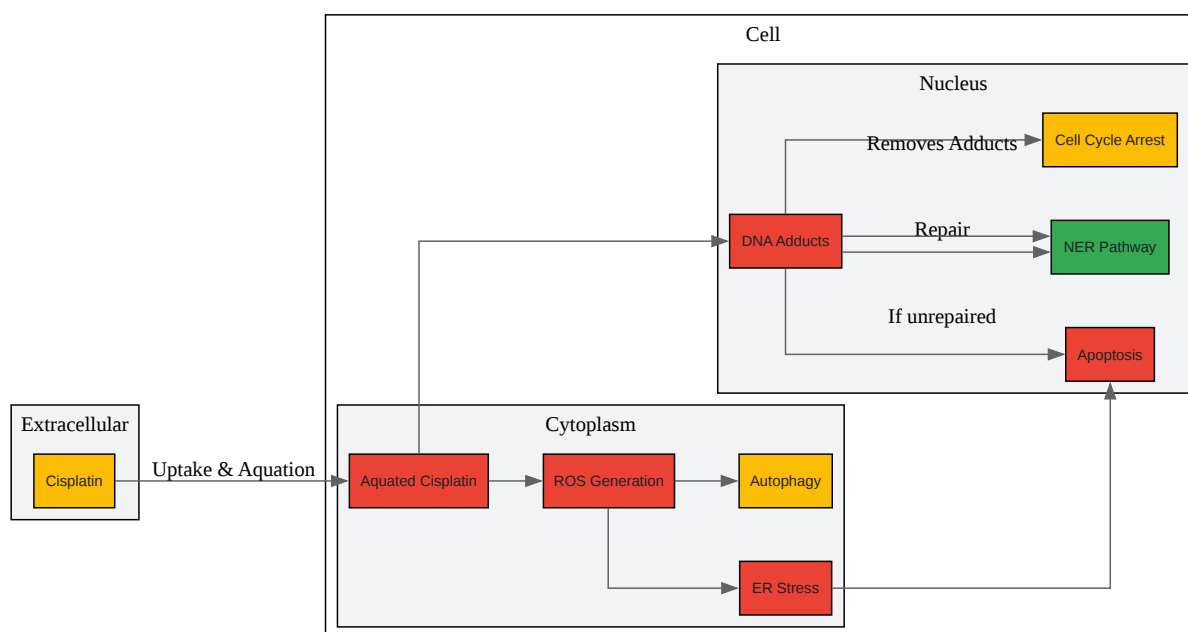 Cell
Nucleus
Removes Adducts
Cell Cycle Arrest
DNA Adducts
Repair
NER Pathway
If unrepaired
Apoptosis
Extracellular
Cisplatin
Uptake & Aquation
Cytoplasm
Aquated Cisplatin
ROS Generation
Autophagy
ER Stress